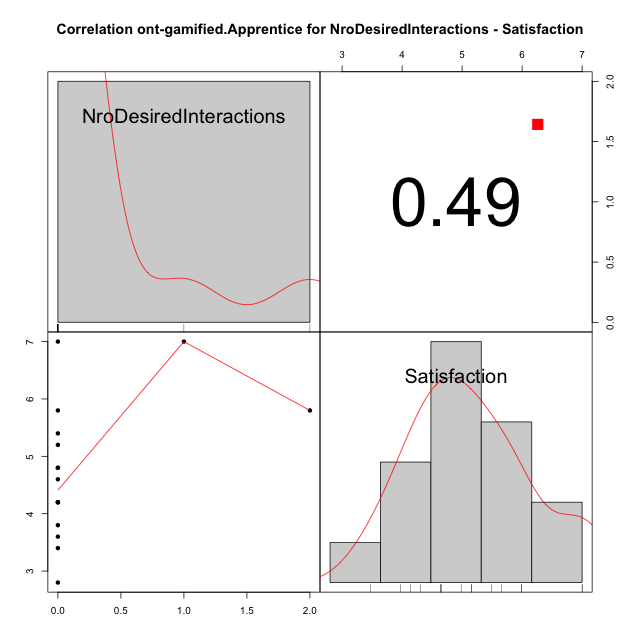 Correlation ont-gamified.Apprentice for NroDesiredInteractions - Satisfaction
3 4 5 6 7
NroDesiredInteractions
0.49
2.0
1.5
1.0
0.5
0.0
7
6
5
4
3
Satisfaction
0.0 0.5 1.0 1.5 2.0